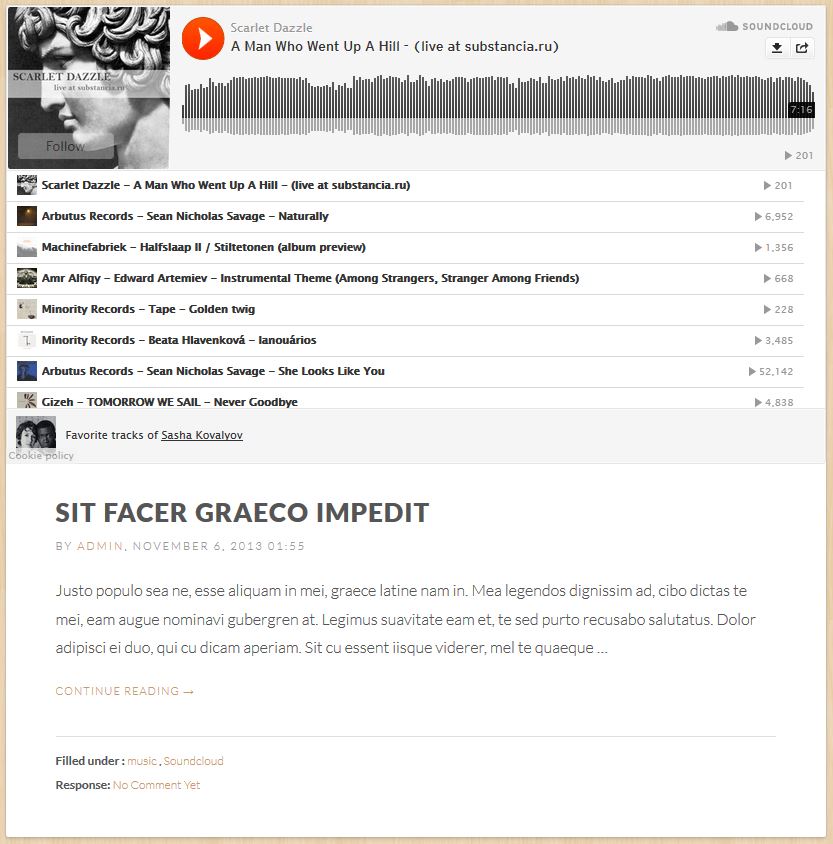 SCARLET DAZZLE
live at substancia.ru
Follow
Scarlet Dazzle
A Man Who Went Up A Hill - (live at substancia.ru)
SOUNDCLOUD
7:16
201
Scarlet Dazzle – A Man Who Went Up A Hill – (live at substancia.ru) 201
Arbutus Records – Sean Nicholas Savage – Naturally 6,952
Machinefabriek – Halfslaap II / Stiltetonen (album preview) 1,356
Amr Alfiqy – Edward Artemiev – Instrumental Theme (Among Strangers, Stranger Among Friends) 668
Minority Records – Tape – Golden twig 228
Minority Records – Beata Hlavenková – Ianouários 3,485
Arbutus Records – Sean Nicholas Savage – She Looks Like You 52,142
Gizeh – TOMORROW WE SAIL – Never Goodbye 4,838
Favorite tracks of Sasha Kovalyov
Cookie policy
SIT FACER GRAECO IMPEDIT
BY ADMIN, NOVEMBER 6, 2013 01:55
Justo populo sea ne, esse aliquam in mei, graece latine nam in. Mea legendos dignissim ad, cibo dictas te
mei, eam augue nominavi gubergren at. Legimus suavitate eam et, te sed purto recusabo salutatus. Dolor
adipisci ei duo, qui cu dicam aperiam. Sit cu essent iisque viderer, mel te quaeque ...
CONTINUE READING →
Filled under : music , Soundcloud
Response: No Comment Yet